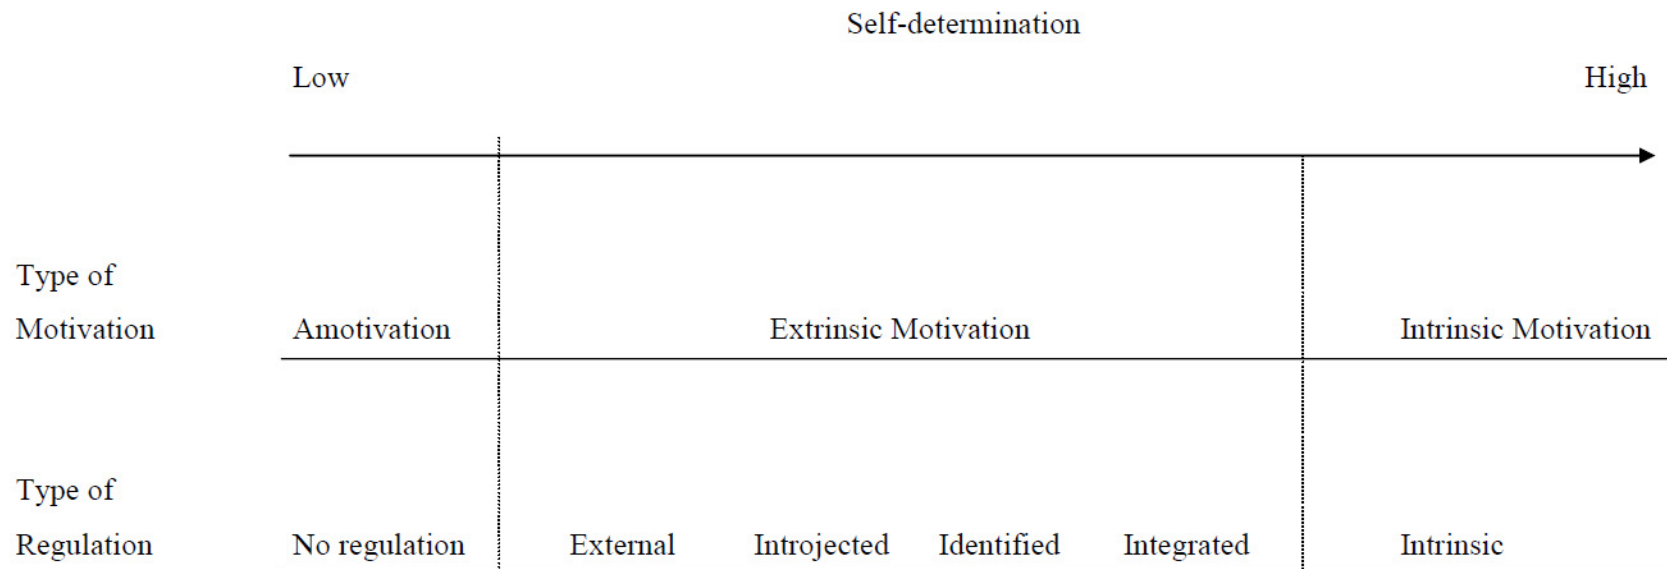 Self-determination
Low High
Type of
Motivation Amotivation Extrinsic Motivation Intrinsic Motivation
Type of
Regulation No regulation External Introjected Identified Integrated Intrinsic